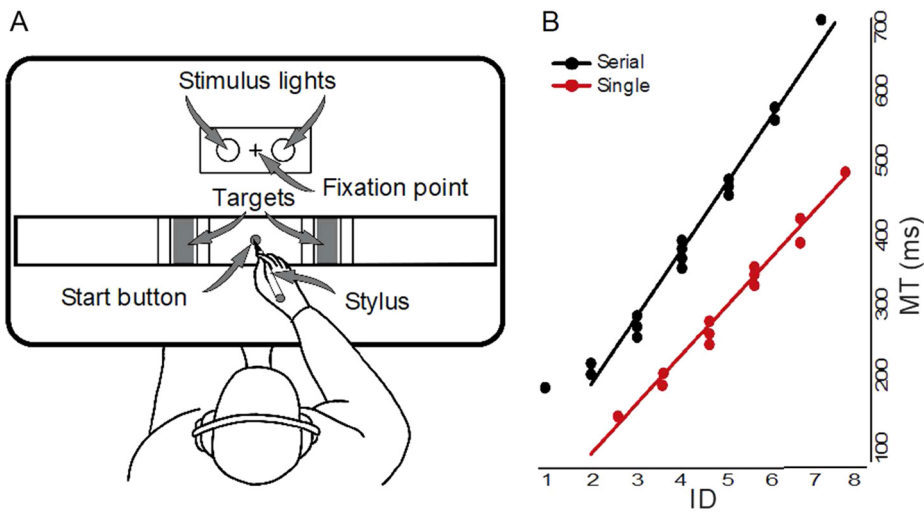 A
Stimulus lights
+
Fixation point
Targets
Start button
Stylus
B
Serial
Single
700
600
500
400
300
200
100
MT (ms)
1 2 3 4 5 6 7 8
ID